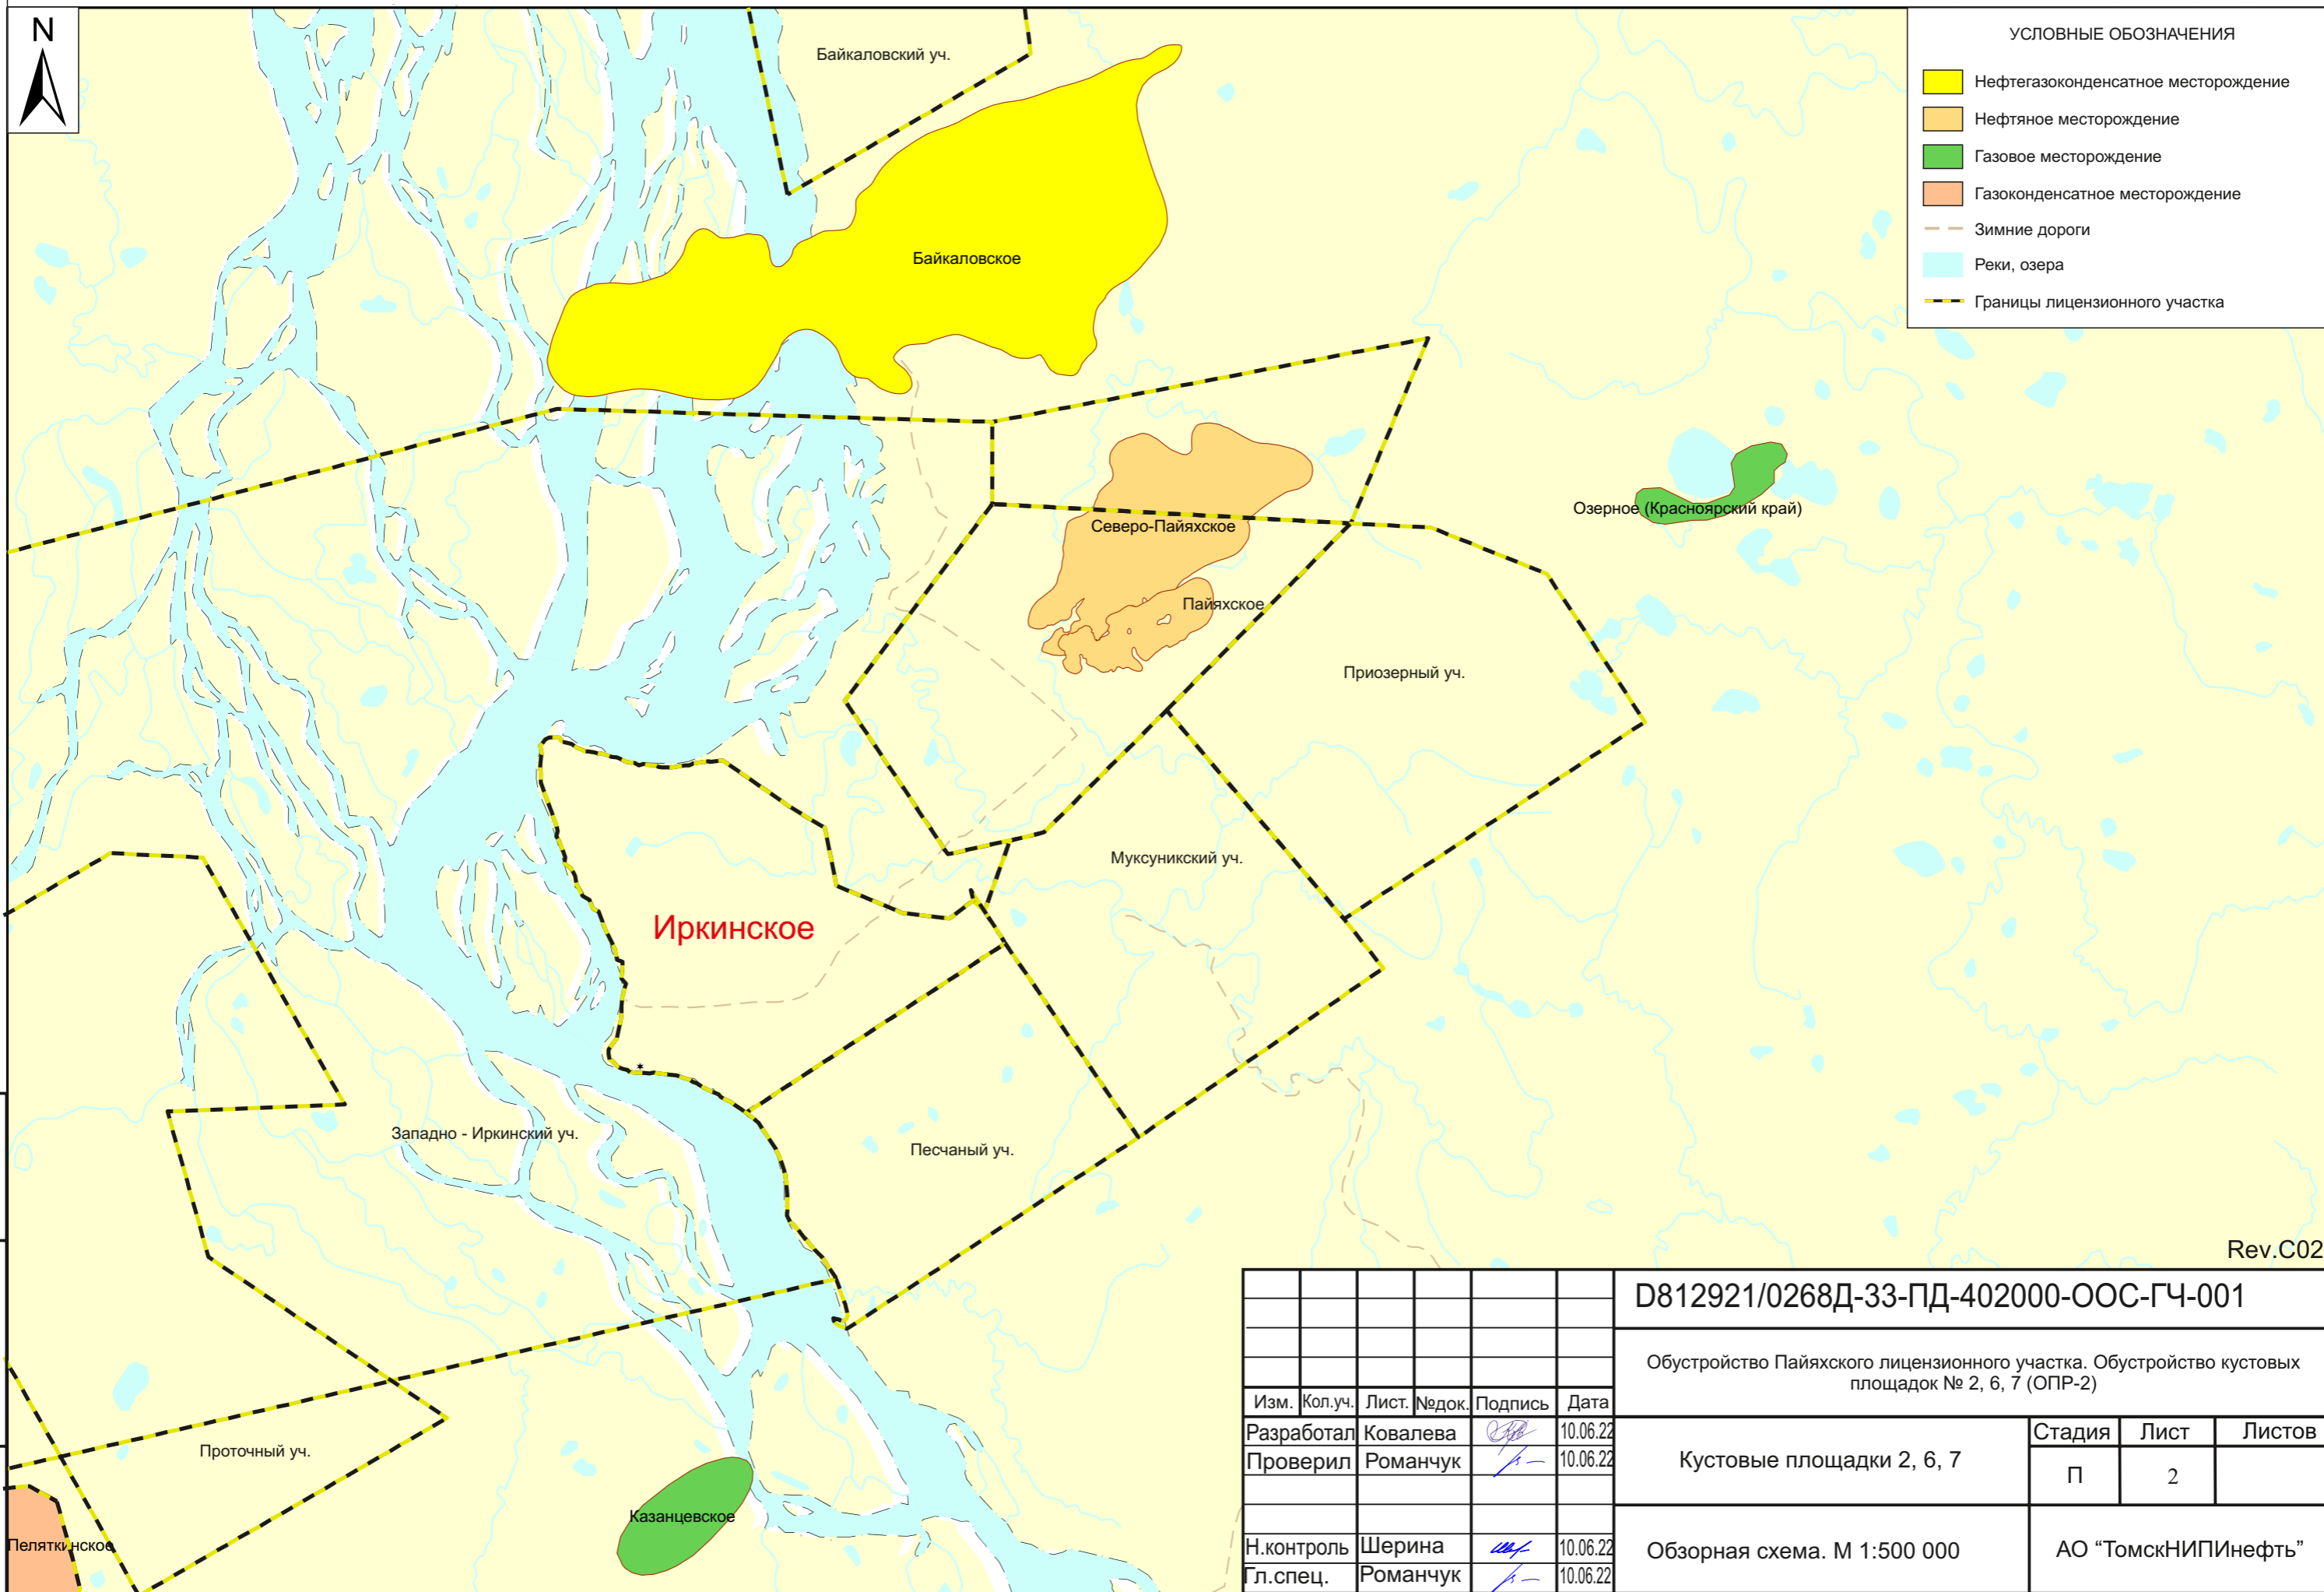 N
Байкаловский уч.
УСЛОВНЫЕ ОБОЗНАЧЕНИЯ
Нефтегазоконденсатное месторождение
Нефтяное месторождение
Газовое месторождение
Газоконденсатное месторождение
Зимние дороги
Реки, озера
Границы лицензионного участка
Байкаловское
Озерное (Красноярский край)
Северо-Пайяхское
Пайяхское
Приозерный уч.
Муксуникский уч.
Иркинское
Западно - Иркинский уч.
Песчаный уч.
Проточный уч.
Казанцевское
Пеляткинское
Rev.C02
D812921/0268Д-33-ПД-402000-ООС-ГЧ-001
Обустройство Пайяхского лицензионного участка. Обустройство кустовых
площадок № 2, 6, 7 (ОПР-2)
Изм. Кол.уч. Лист. №док. Подпись Дата
Разработал Ковалева 10.06.22
Проверил Романчук 10.06.22
Н.контроль Шерина 10.06.22
Гл.спец. Романчук 10.06.22
Кустовые площадки 2, 6, 7
Стадия Лист Листов
П 2
Обзорная схема. М 1:500 000
АО “ТомскНИПИнефть”